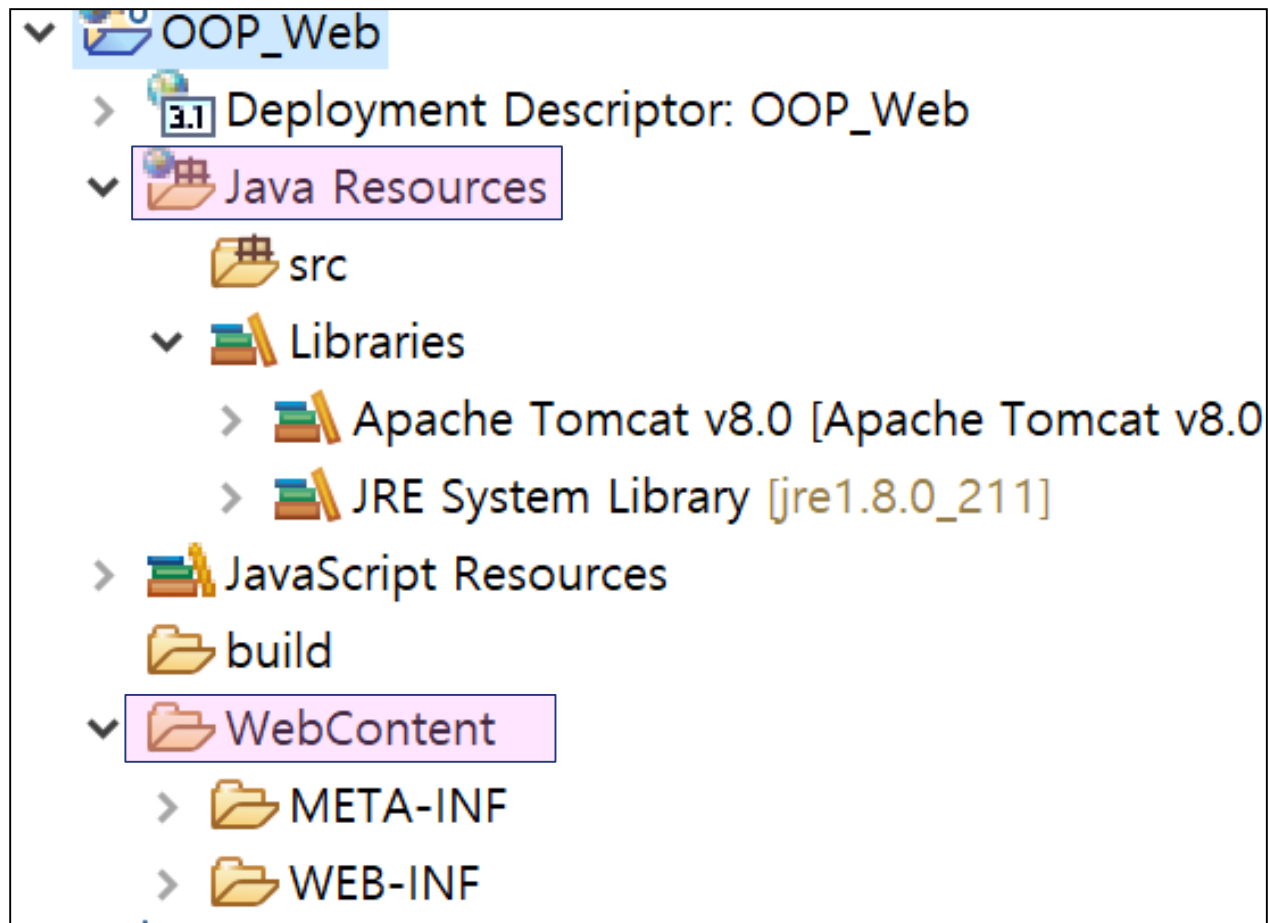 OOP_Web
3.1 Deployment Descriptor: OOP_Web
Java Resources
src
Libraries
Apache Tomcat v8.0 [Apache Tomcat v8.0
JRE System Library [jre1.8.0_211]
JavaScript Resources
build
WebContent
META-INF
WEB-INF